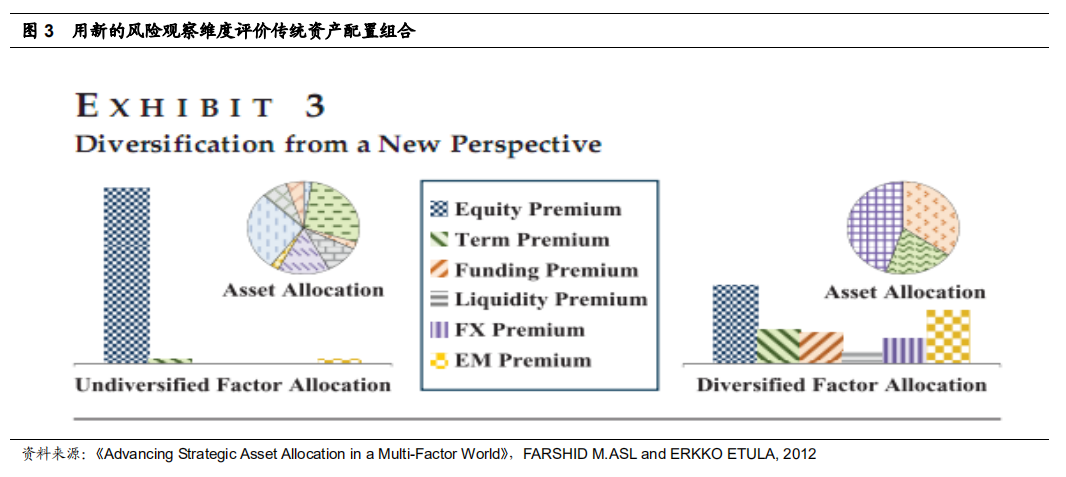 图 3 用新的风险观察维度评价传统资产配置组合
EXHIBIT 3
Diversification from a New Perspective
Asset Allocation
Undiversified Factor Allocation
Equity Premium
Term Premium
Funding Premium
Liquidity Premium
FX Premium
EM Premium
Asset Allocation
Diversified Factor Allocation
资料来源:《Advancing Strategic Asset Allocation in a Multi-Factor World》, FARSHID M.ASL and ERKKO ETULA, 2012